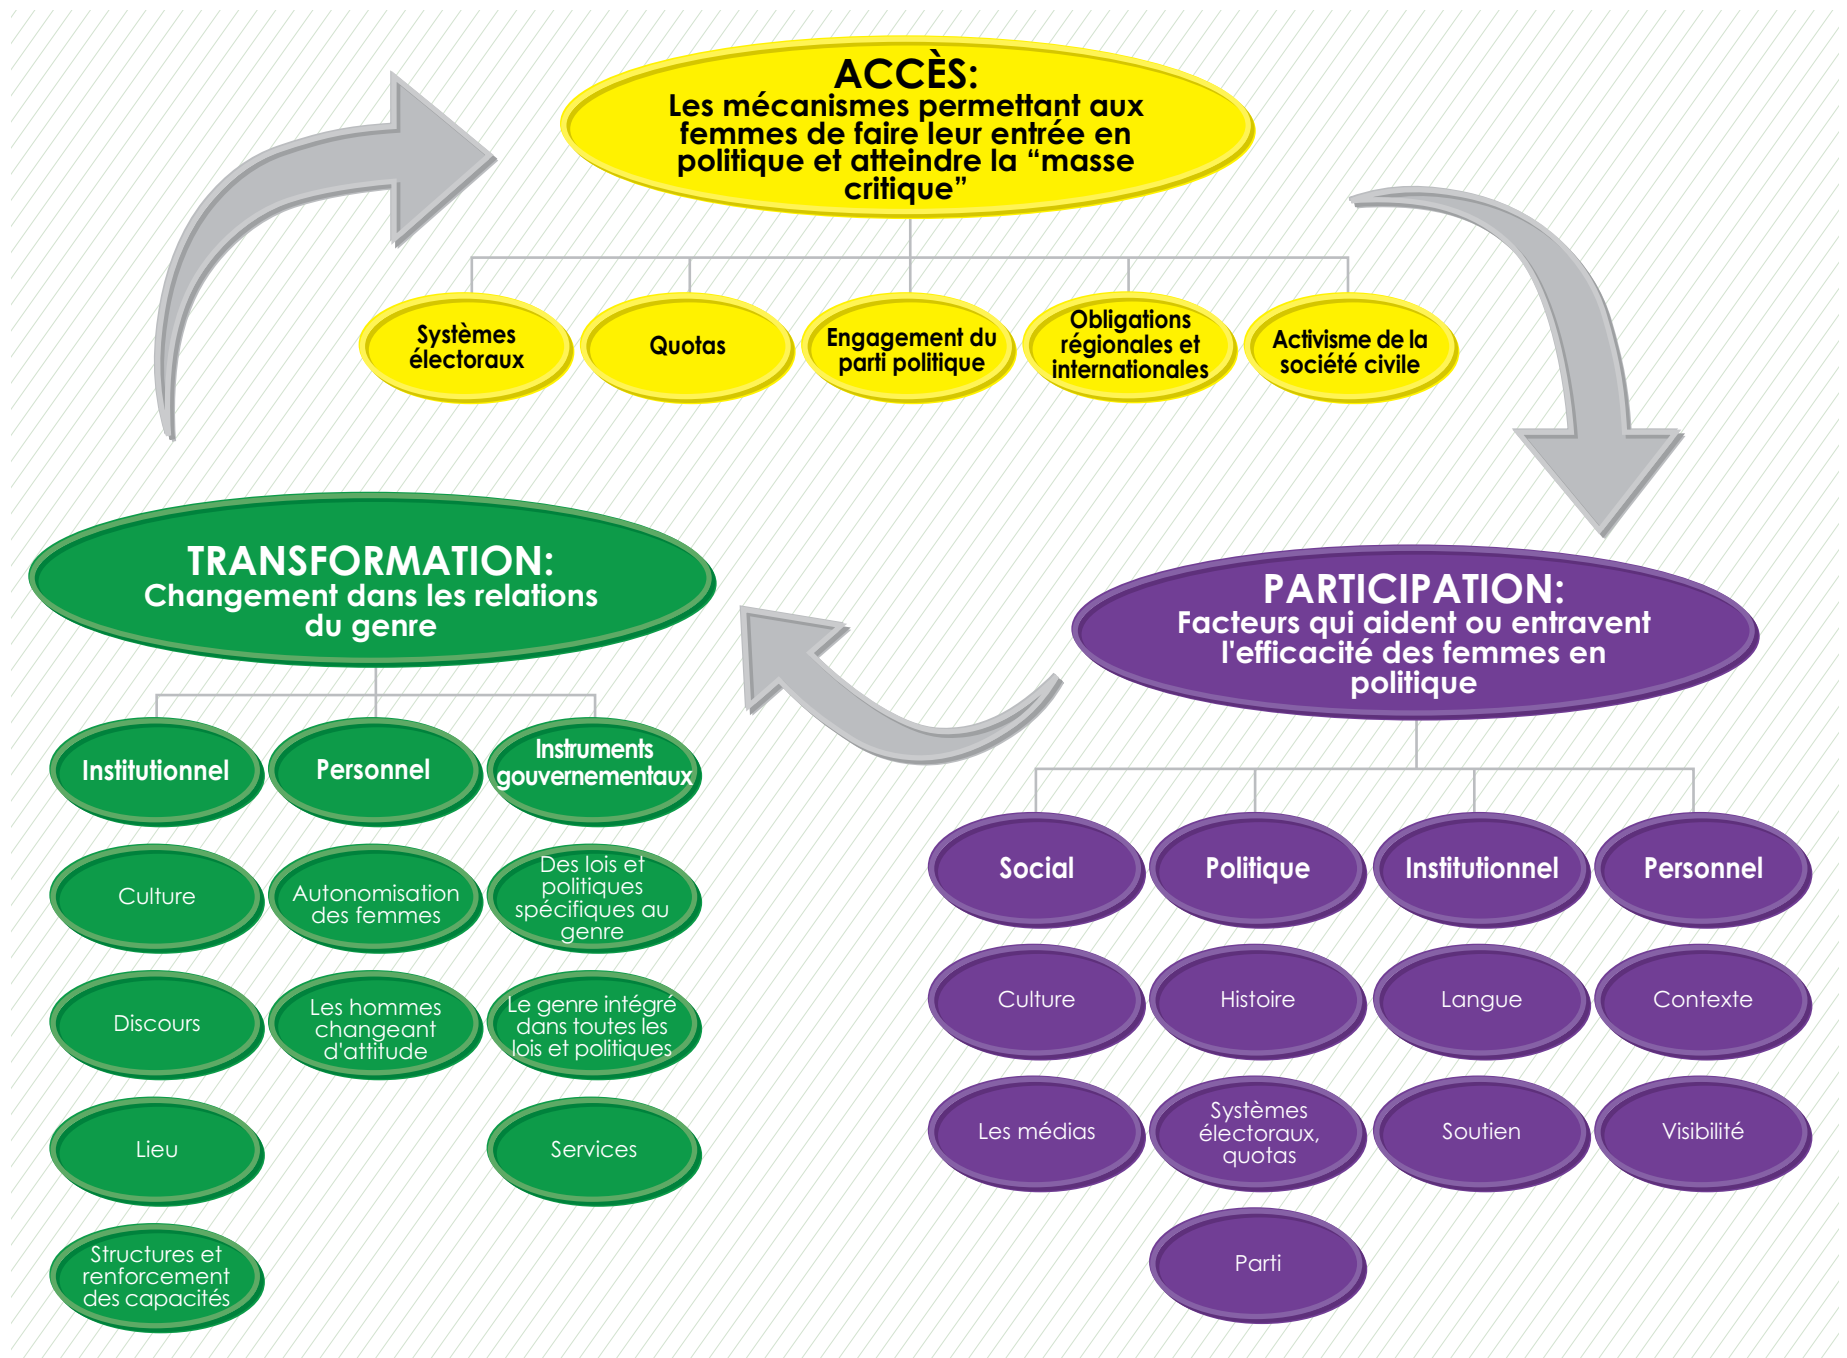 ACCÈS:
Les mécanismes permettant aux
femmes de faire leur entrée en
politique et atteindre la “masse
critique”
Systèmes
électoraux
Quotas
Engagement du
parti politique
Obligations
régionales et
internationales
Activisme de la
société civile
TRANSFORMATION:
Changement dans les relations
du genre
Institutionnel
Culture
Discours
Lieu
Structures et
renforcement
des capacités
Personnel
Autonomisation
des femmes
Les hommes
changeant
d'attitude
Instruments
gouvernementaux
Des lois et
politiques
spécifiques au
genre
Le genre intégré
dans toutes les
lois et politiques
Services
PARTICIPATION:
Facteurs qui aident ou entravent
l'efficacité des femmes en
politique
Social
Culture
Les médias
Politique
Histoire
Systèmes
électoraux,
quotas
Parti
Institutionnel
Langue
Soutien
Personnel
Contexte
Visibilité